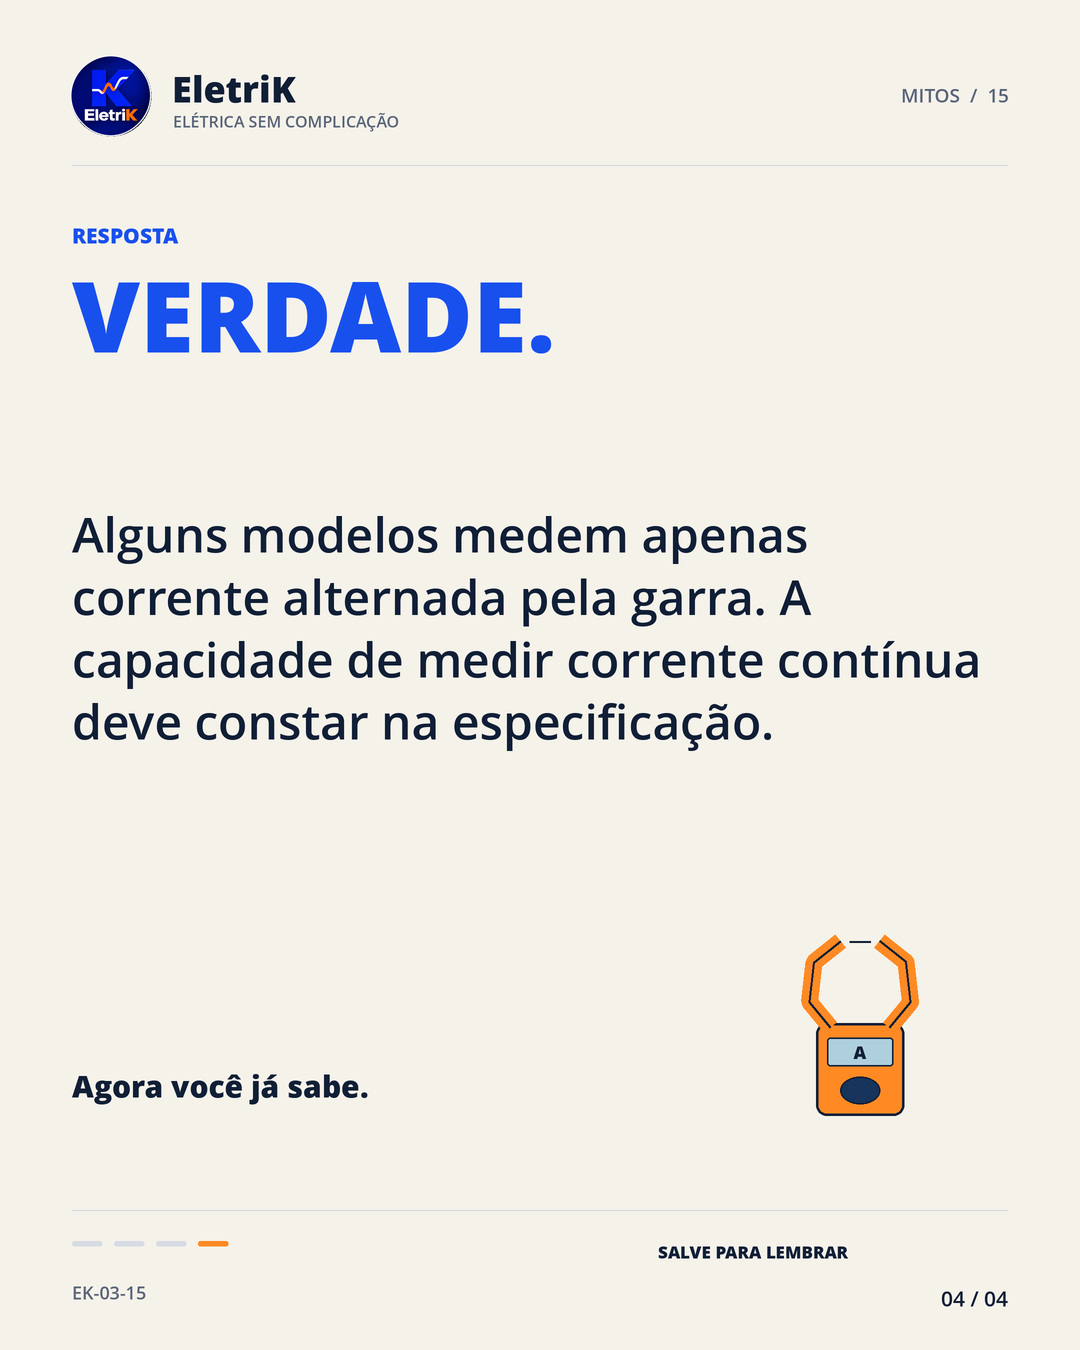 EletriK
EletriK
ELÉTRICA SEM COMPLICAÇÃO
MITOS / 15
RESPOSTA
VERDADE.
Alguns modelos medem apenas
corrente alternada pela garra. A
capacidade de medir corrente contínua
deve constar na especificação.
A
Agora você já sabe.
SALVE PARA LEMBRAR
EK-03-15
04 / 04